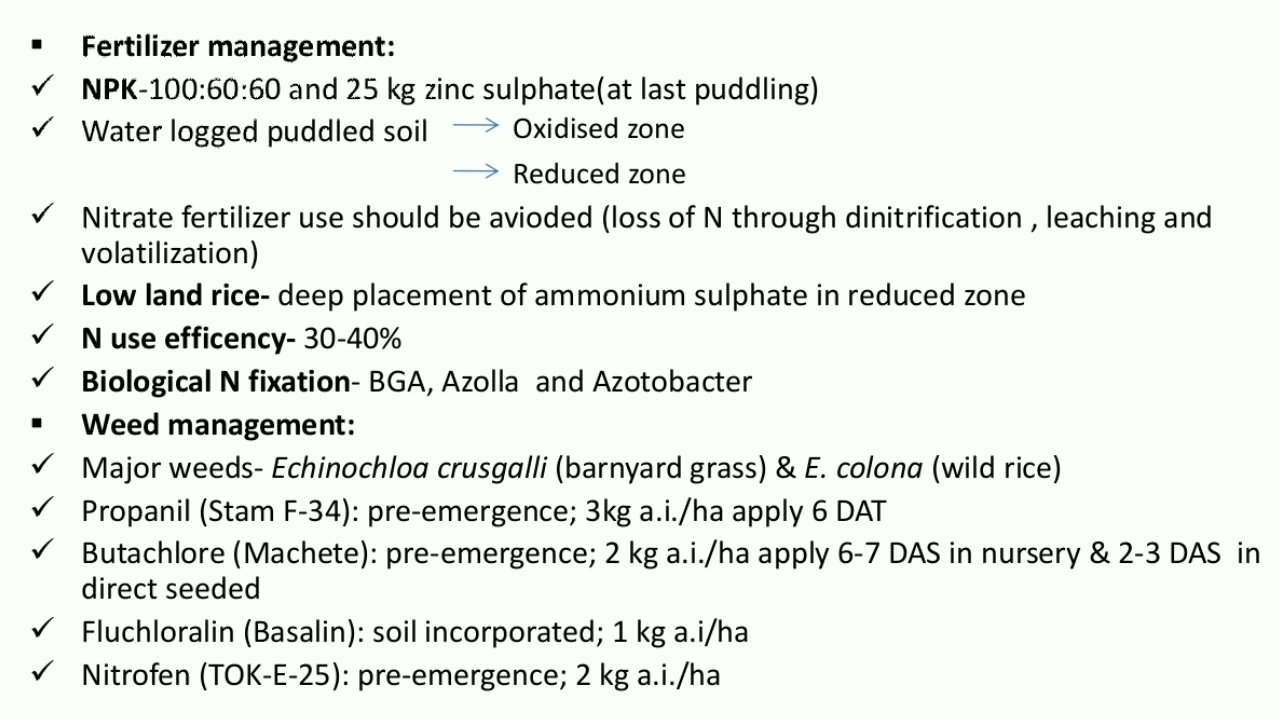 ▪ Fertilizer management:
✓ NPK-100:60:60 and 25 kg zinc sulphate(at last puddling)
✓ Water logged puddled soil → Oxidised zone
→ Reduced zone
✓ Nitrate fertilizer use should be avioded (loss of N through dinitrification , leaching and
volatilization)
✓ Low land rice- deep placement of ammonium sulphate in reduced zone
✓ N use efficency- 30-40%
✓ Biological N fixation- BGA, Azolla and Azotobacter
▪ Weed management:
✓ Major weeds- Echinochloa crusgalli (barnyard grass) & E. colona (wild rice)
✓ Propanil (Stam F-34): pre-emergence; 3kg a.i./ha apply 6 DAT
✓ Butachlore (Machete): pre-emergence; 2 kg a.i./ha apply 6-7 DAS in nursery & 2-3 DAS in
direct seeded
✓ Fluchloralin (Basalin): soil incorporated; 1 kg a.i/ha
✓ Nitrofen (TOK-E-25): pre-emergence; 2 kg a.i./ha